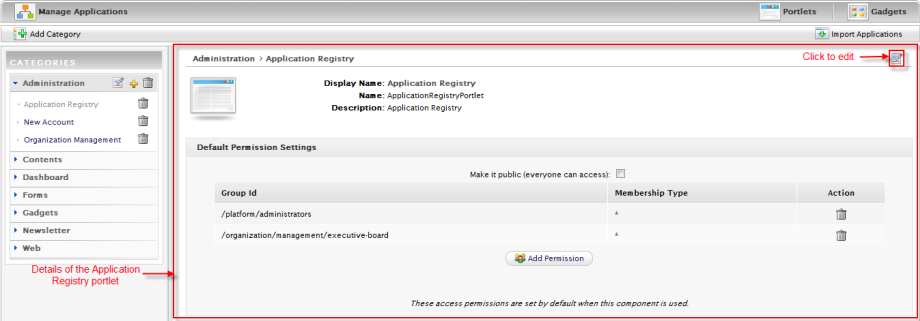 Manage Applications
Portlets
Gadgets
Add Category
Import Applications
CATEGORIES
Administration
Application Registry
New Account
Organization Management
Contents
Dashboard
Forms
Gadgets
Newsletter
Web
Details of the Application
Registry portlet
Administration > Application Registry
Click to edit
Display Name: Application Registry
Name: ApplicationRegistryPortlet
Description: Application Registry
Default Permission Settings
Make it public (everyone can access):
Group Id Membership Type Action
/platform/administrators *
/organization/management/executive-board *
Add Permission
These access permissions are set by default when this component is used.